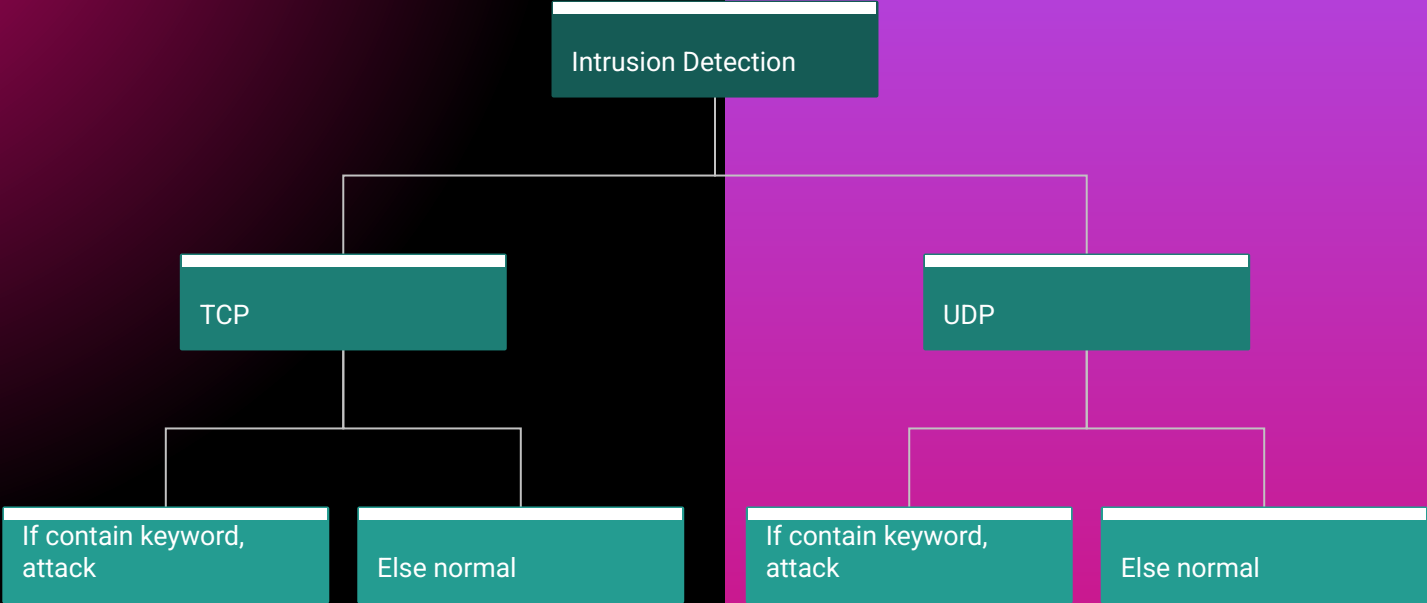 Intrusion Detection
TCP
UDP
If contain keyword,
attack
Else normal
If contain keyword,
attack
Else normal